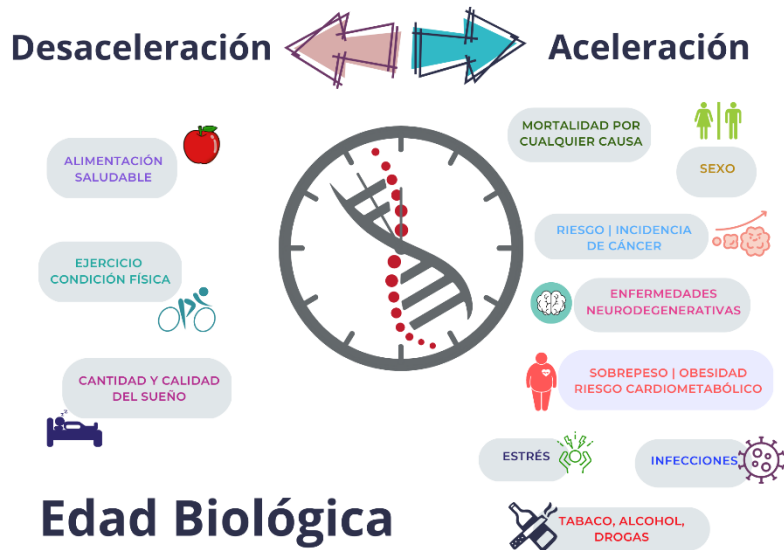 Desaceleración
Aceleración
ALIMENTACIÓN
SALUDABLE
EJERCICIO
CONDICIÓN FÍSICA
CANTIDAD Y CALIDAD
DEL SUEÑO
MORTALIDAD POR
CUALQUIER CAUSA
SEXO
RIESGO | INCIDENCIA
DE CÁNCER
ENFERMEDADES
NEURODEGENERATIVAS
SOBREPESO | OBESIDAD
RIESGO CARDIOMETABÓLICO
ESTRÉS
INFECCIONES
TABACO, ALCOHOL,
DROGAS
Edad Biológica